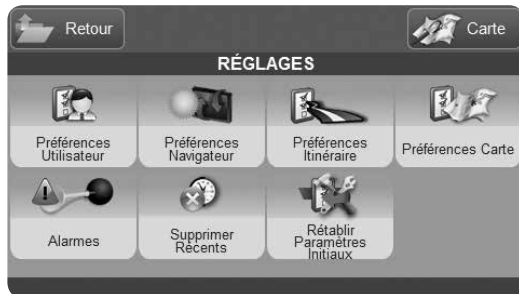 Retour
Carte
RÉGLAGES
Préférences
Utilisateur
Préférences
Navigateur
Préférences
Itinéraire
Préférences Carte
Alarmes
Supprimer
Récents
Rétablir
Paramètres
Initiaux